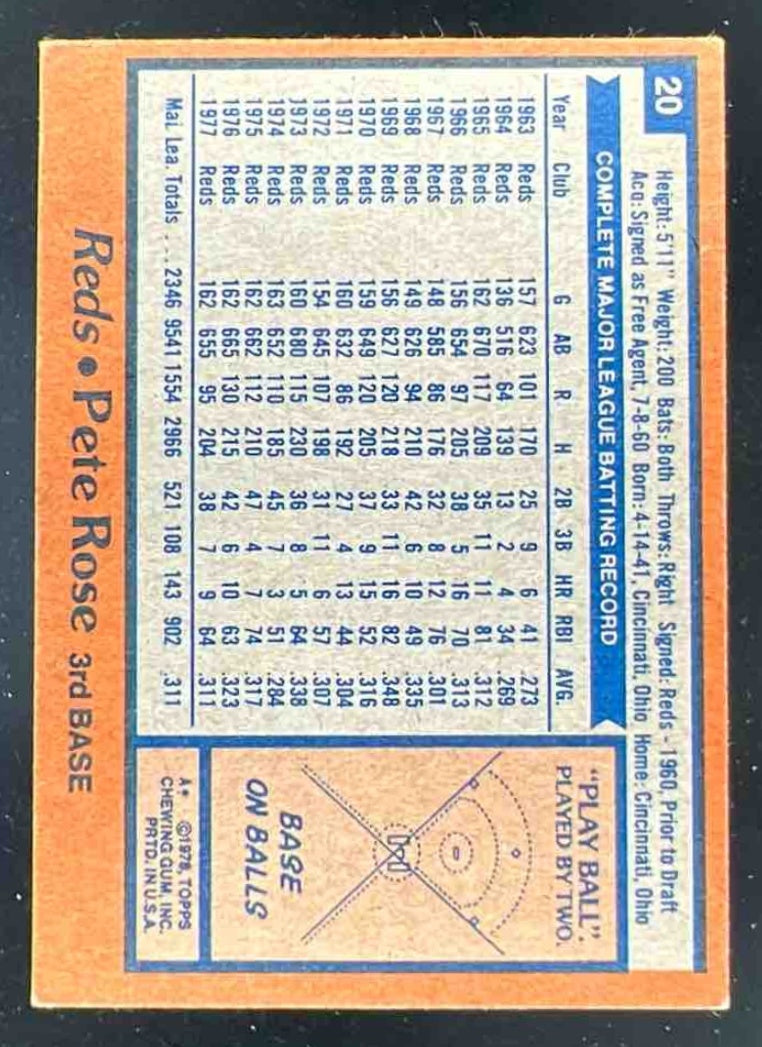 20
Height: 5'11" Weight: 200 Bats: Both Throws: Right Signed: Reds - 1960, Prior to Draft
Acq: Signed as Free Agent, 7-8-60 Born: 4-14-41, Cincinnati, Ohio Home: Cincinnati, Ohio
COMPLETE MAJOR LEAGUE BATTING RECORD
Year Club G AB R H 2B 3B HR RBI AVG.
1963 Reds 157 623 101 170 25 9 6 41 .273
1964 Reds 136 516 64 139 13 2 4 34 .269
1965 Reds 162 670 117 209 35 11 11 81 .312
1966 Reds 156 654 97 205 38 5 16 70 .313
1967 Reds 148 585 86 176 32 8 12 76 .301
1968 Reds 149 626 94 210 42 6 10 49 .335
1969 Reds 156 627 120 218 33 11 16 82 .348
1970 Reds 159 649 120 205 37 9 15 52 .316
1971 Reds 160 632 86 192 27 4 13 44 .304
1972 Reds 154 645 107 198 31 11 6 57 .307
1973 Reds 160 680 115 230 36 8 5 64 .338
1974 Reds 163 652 110 185 45 7 3 51 .284
1975 Reds 162 662 112 210 47 4 7 74 .317
1976 Reds 162 665 130 215 42 6 10 63 .323
1977 Reds 162 655 95 204 38 7 9 64 .311
Maj. Lea. Totals ... 2346 9541 1554 2966 521 108 143 902 .311
"PLAY BALL".
PLAYED BY TWO.
BASE
ON BALLS
A* ©1978, TOPPS
CHEWING GUM, INC.
PRTD. IN U.S.A.
Reds • Pete Rose 3rd BASE